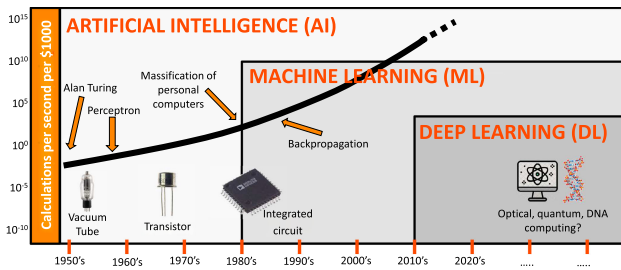 ARTIFICIAL INTELLIGENCE (AI)
MACHINE LEARNING (ML)
DEEP LEARNING (DL)
Calculations per second per $1000
10¹⁵
10¹⁰
10⁵
10⁰
10⁻⁵
10⁻¹⁰
Alan Turing
Perceptron
Massification of
personal
computers
Backpropagation
Vacuum
Tube
Transistor
Integrated
circuit
Optical, quantum, DNA
computing?
1950’s 1960’s 1970’s 1980’s 1990’s 2000’s 2010’s 2020’s ..... .....